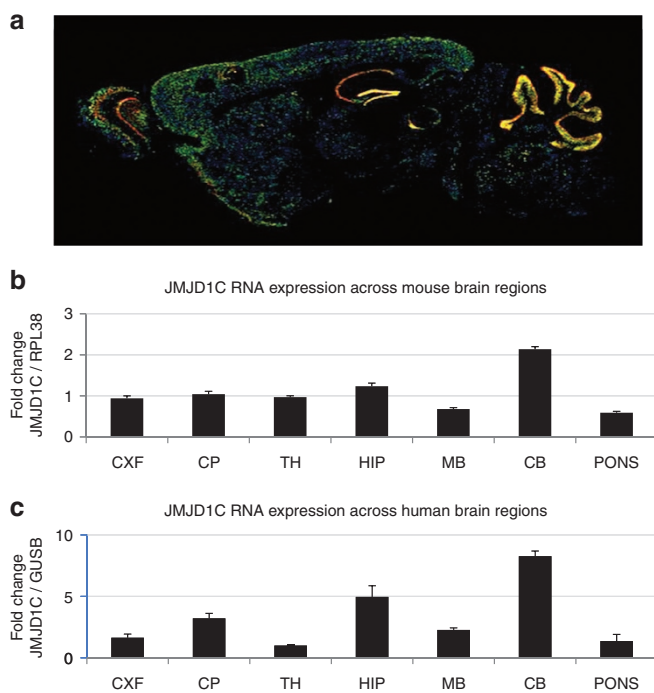 a
b
JMJD1C RNA expression across mouse brain regions
Fold change
JMJD1C / RPL38
3
2
1
0
CXF CP TH HIP MB CB PONS
c
JMJD1C RNA expression across human brain regions
Fold change
JMJD1C / GUSB
10
5
0
CXF CP TH HIP MB CB PONS